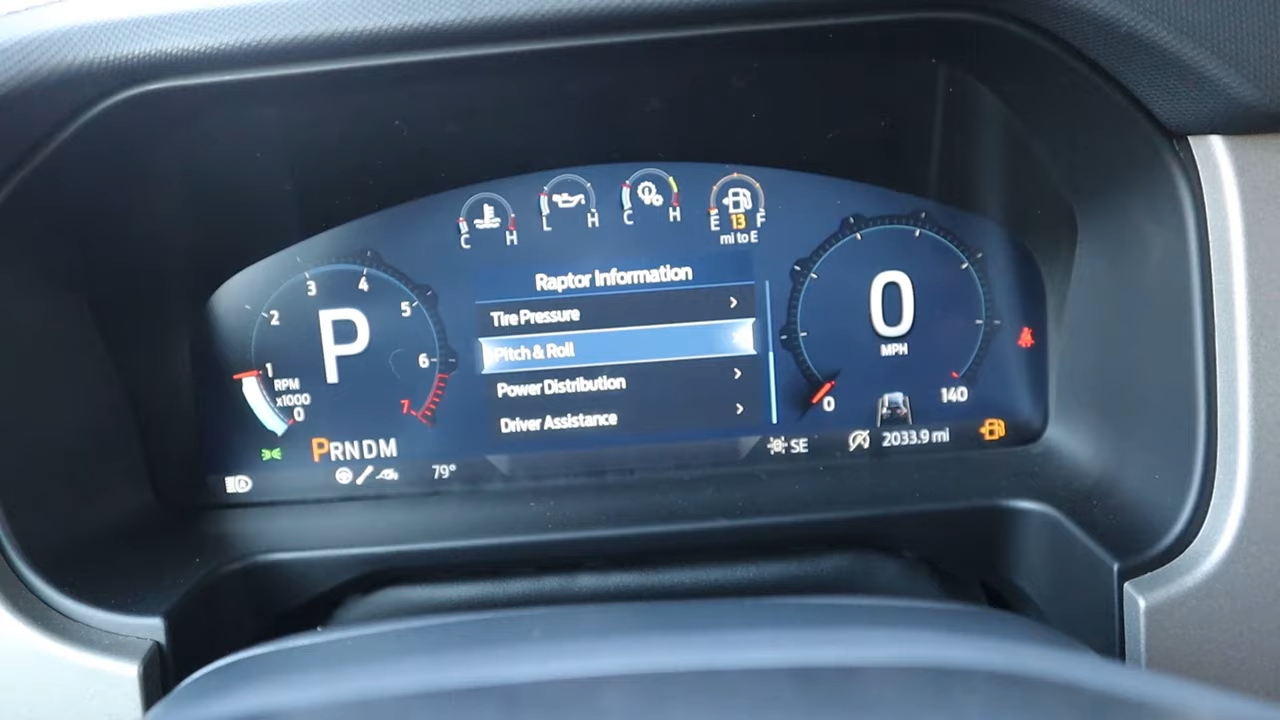 C H
L H
C H
E 13 F
mi to E
Raptor Information
Tire Pressure
Pitch & Roll
Power Distribution
Driver Assistance
0 1 2 3 4 5 6 7
P
RPM
x1000
PRNDM
79°
0
MPH
0 140
SE
2033.9 mi
A